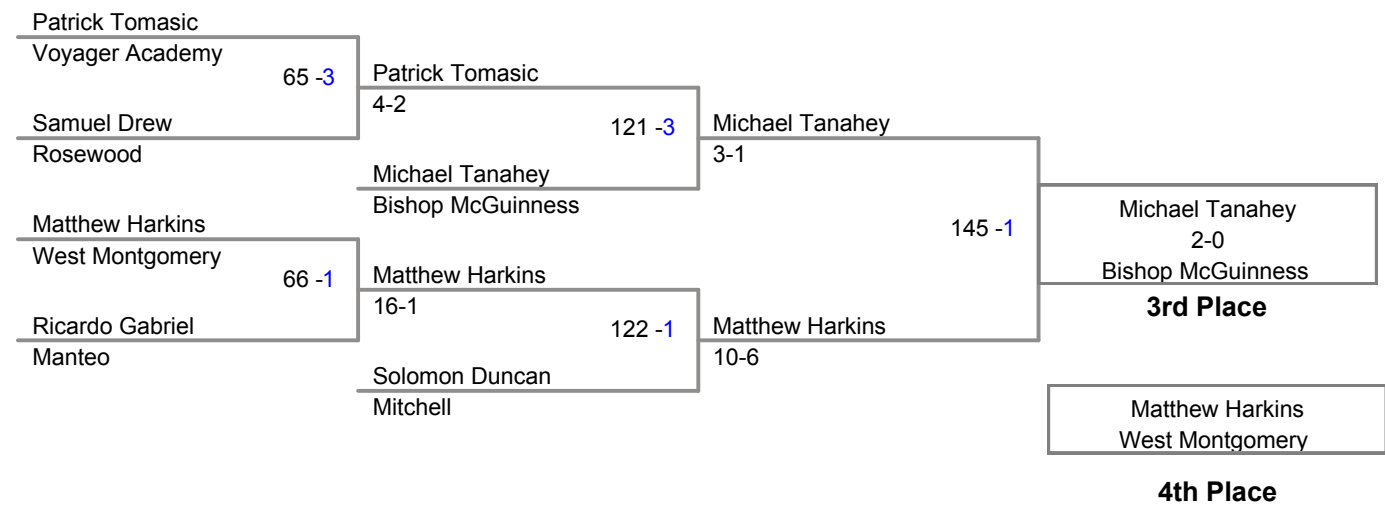 Patrick Tomasic
Voyager Academy
65 -3
Samuel Drew
Rosewood
Matthew Harkins
West Montgomery
66 -1
Ricardo Gabriel
Manteo
Patrick Tomasic
4-2
121 -3
Michael Tanahey
Bishop McGuinness
Matthew Harkins
16-1
122 -1
Solomon Duncan
Mitchell
Michael Tanahey
3-1
145 -1
Matthew Harkins
10-6
Michael Tanahey
2-0
Bishop McGuinness
3rd Place
Matthew Harkins
West Montgomery
4th Place